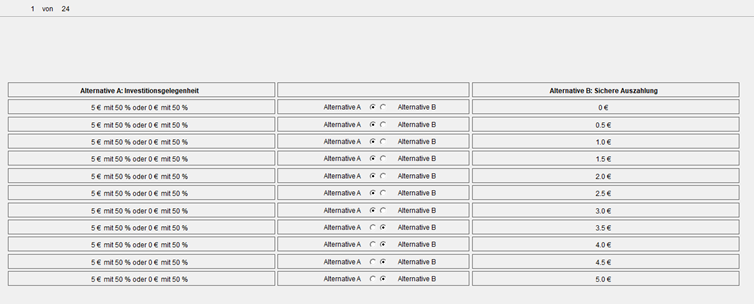 1 von 24
Alternative A: Investitionsgelegenheit Alternative B: Sichere Auszahlung
5 € mit 50 % oder 0 € mit 50 % Alternative A Alternative B 0 €
5 € mit 50 % oder 0 € mit 50 % Alternative A Alternative B 0.5 €
5 € mit 50 % oder 0 € mit 50 % Alternative A Alternative B 1.0 €
5 € mit 50 % oder 0 € mit 50 % Alternative A Alternative B 1.5 €
5 € mit 50 % oder 0 € mit 50 % Alternative A Alternative B 2.0 €
5 € mit 50 % oder 0 € mit 50 % Alternative A Alternative B 2.5 €
5 € mit 50 % oder 0 € mit 50 % Alternative A Alternative B 3.0 €
5 € mit 50 % oder 0 € mit 50 % Alternative A Alternative B 3.5 €
5 € mit 50 % oder 0 € mit 50 % Alternative A Alternative B 4.0 €
5 € mit 50 % oder 0 € mit 50 % Alternative A Alternative B 4.5 €
5 € mit 50 % oder 0 € mit 50 % Alternative A Alternative B 5.0 €